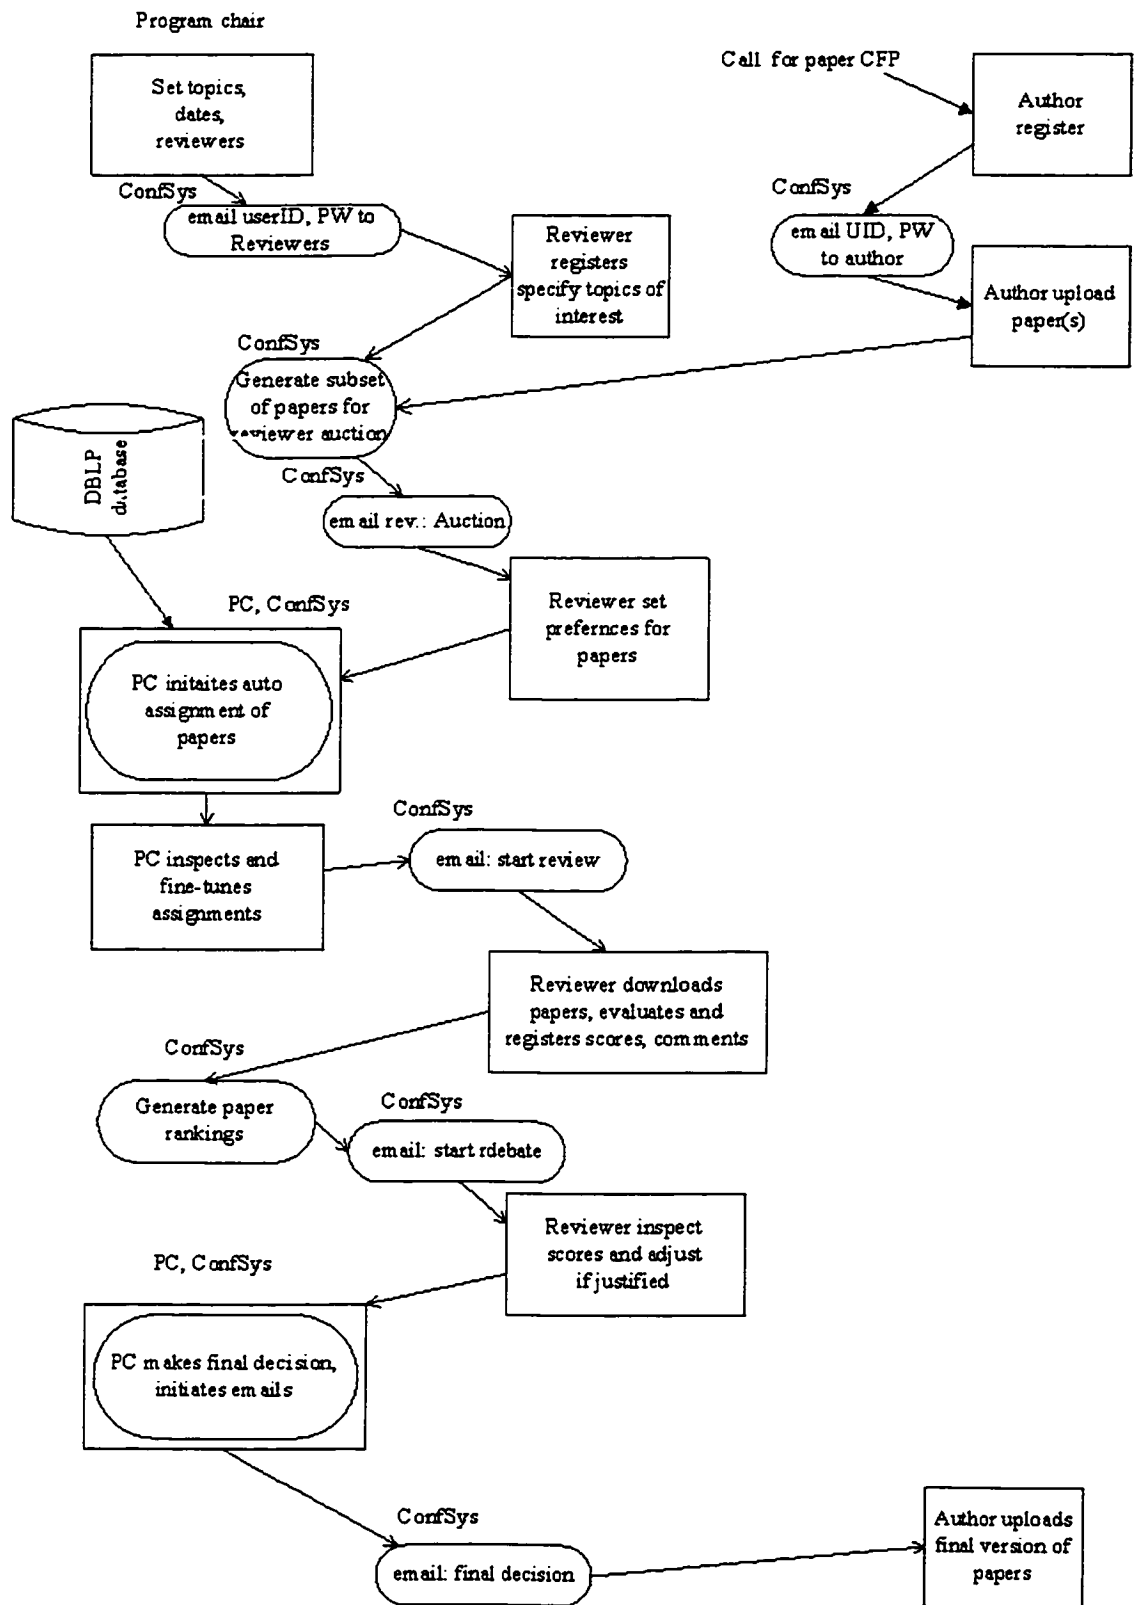 Program chair
Set topics,
dates,
reviewers
Call for paper CFP
Author
register
ConfSys
email userID, PW to
Reviewers
ConfSys
email UID, PW
to author
Reviewer
registers
specify topics of
interest
Author upload
paper(s)
ConfSys
Generate subset
of papers for
reviewer auction
DBLP
database
ConfSys
email rev.: Auction
Reviewer set
prefernces for
papers
PC, ConfSys
PC initaites auto
assignment of
papers
PC inspects and
fine-tunes
assignments
ConfSys
email: start review
Reviewer downloads
papers, evaluates and
registers scores, comments
ConfSys
Generate paper
rankings
ConfSys
email: start rdebate
Reviewer inspect
scores and adjust
if justified
PC, ConfSys
PC makes final decision,
initiates emails
ConfSys
email: final decision
Author uploads
final version of
papers